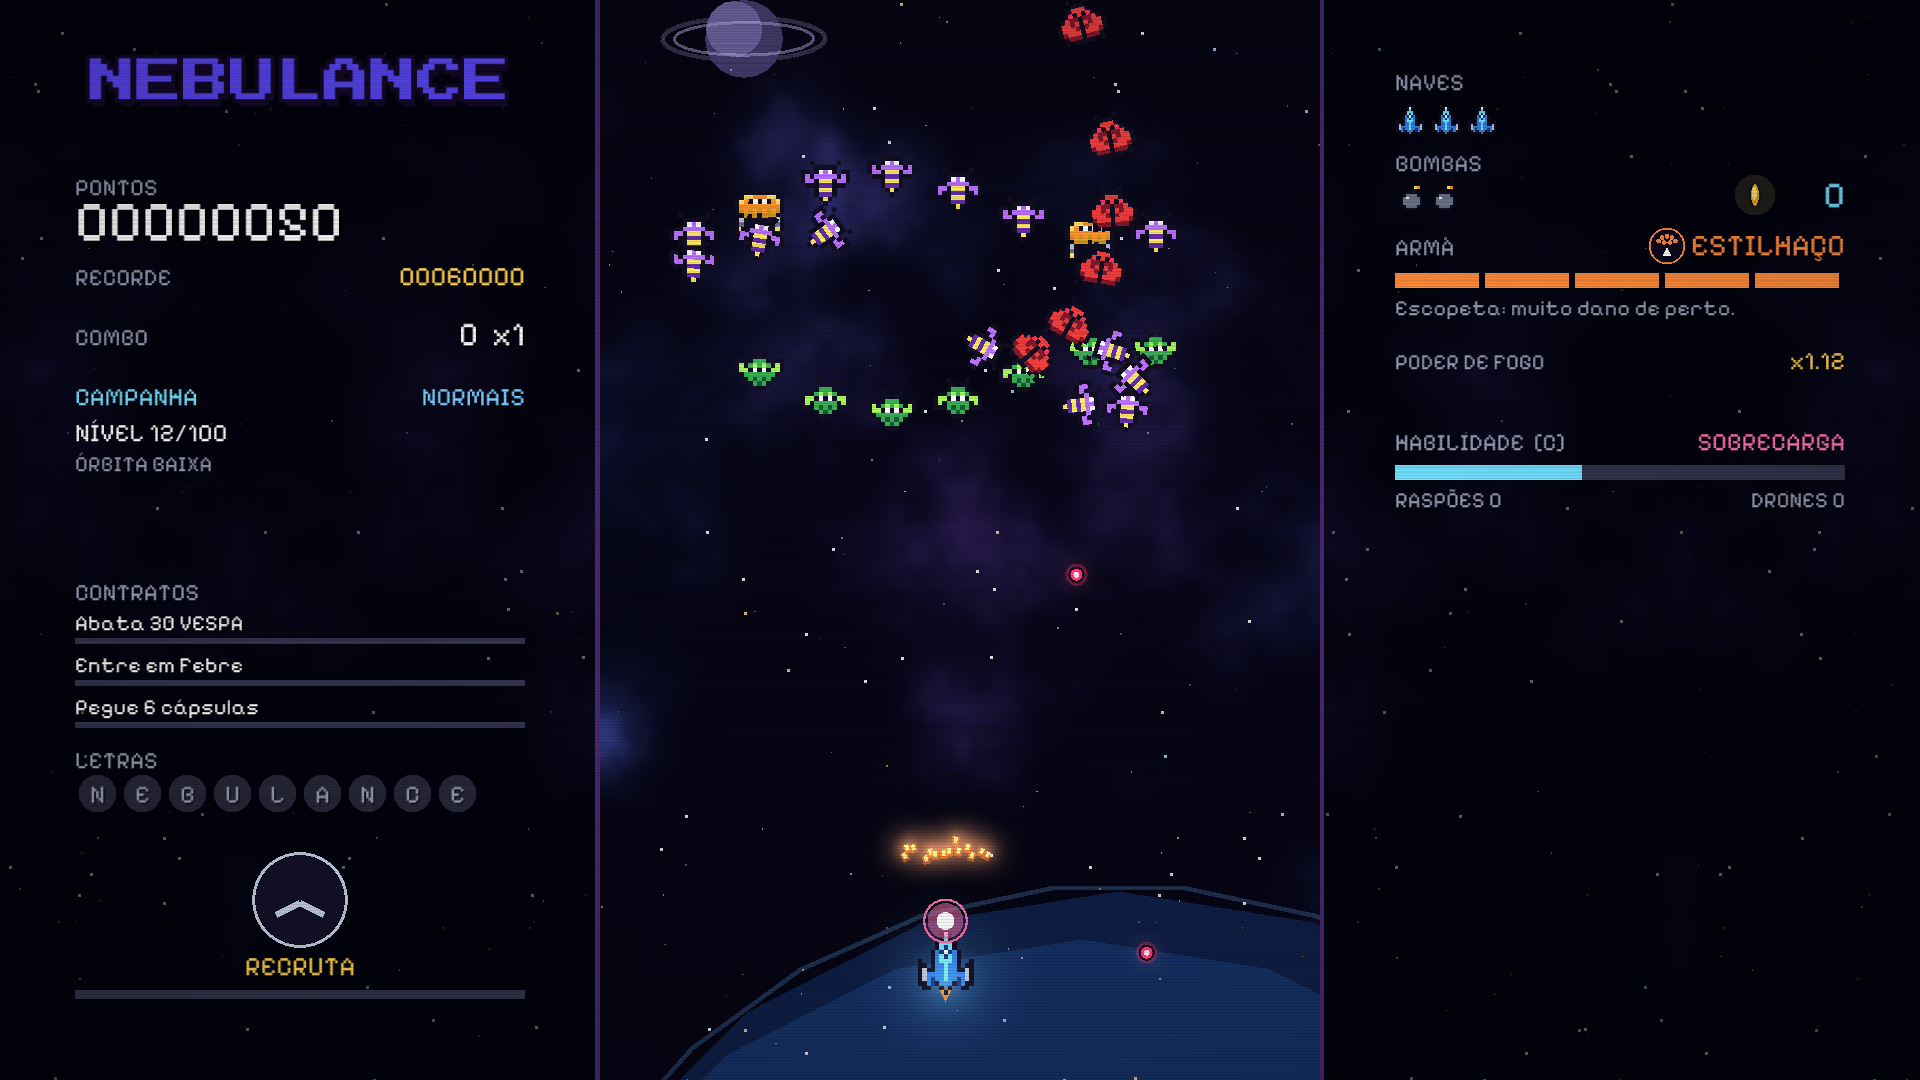 NEBULANCE
PONTOS
00000080
RECORDE
00060000
COMBO
0 x1
CAMPANHA
NORMAIS
NÍVEL 12/100
ÓRBITA BAIXA
CONTRATOS
Abata 30 VESPA
Entre em Febre
Pegue 6 cápsulas
LETRAS
N E B U L A N C E
RECRUTA
NAVES
BOMBAS
0
ARMA
ESTILHAÇO
Escopeta: muito dano de perto.
PODER DE FOGO
x1.12
HABILIDADE (C)
SOBRECARGA
RASPÕES 0
DRONES 0